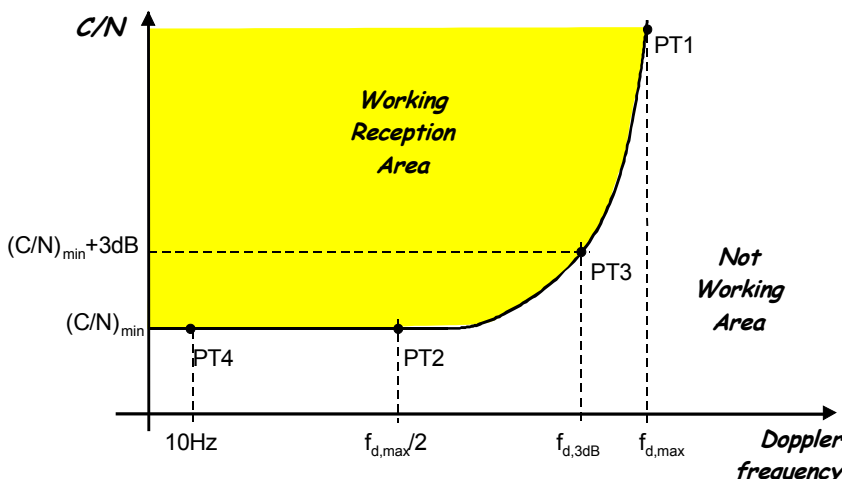 C/N
PT1
Working
Reception
Area
(C/N)min+3dB
PT3
Not
Working
Area
(C/N)min
PT4
PT2
10Hz
fd,max/2
fd,3dB
fd,max
Doppler
frequency